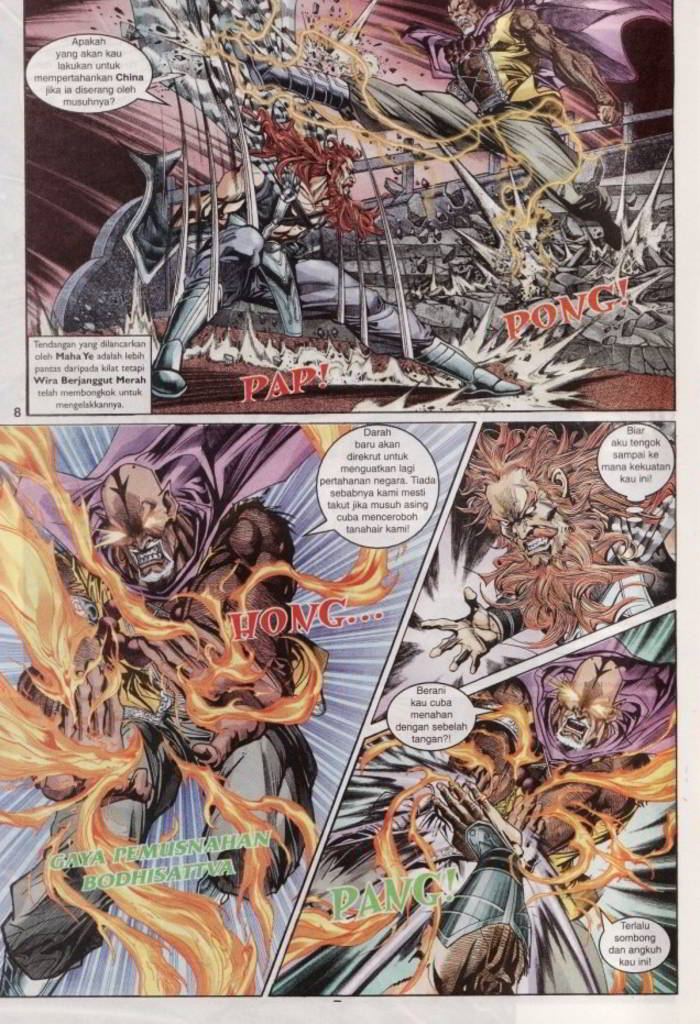 Apakah
yang akan kau
lakukan untuk
mempertahankan China
jika ia diserang oleh
musuhnya?
PONG!
PAP!
Tendangan yang dilancarkan
oleh Maha Ye adalah lebih
pantas daripada kilat tetapi
Wira Berjanggut Merah
telah membongkok untuk
mengelakkannya.
8
Darah
baru akan
direkrut untuk
menguatkan lagi
pertahanan negara. Tiada
sebabnya kami mesti
takut jika musuh asing
cuba menceroboh
tanahair kami!
HONG...
GAYA PEMUSNAHAN
BODHISATTVA
Biar
aku tengok
sampai ke
mana kekuatan
kau ini!
Berani
kau cuba
menahan
dengan sebelah
tangan?!
PANG!
Terlalu
sombong
dan angkuh
kau ini!